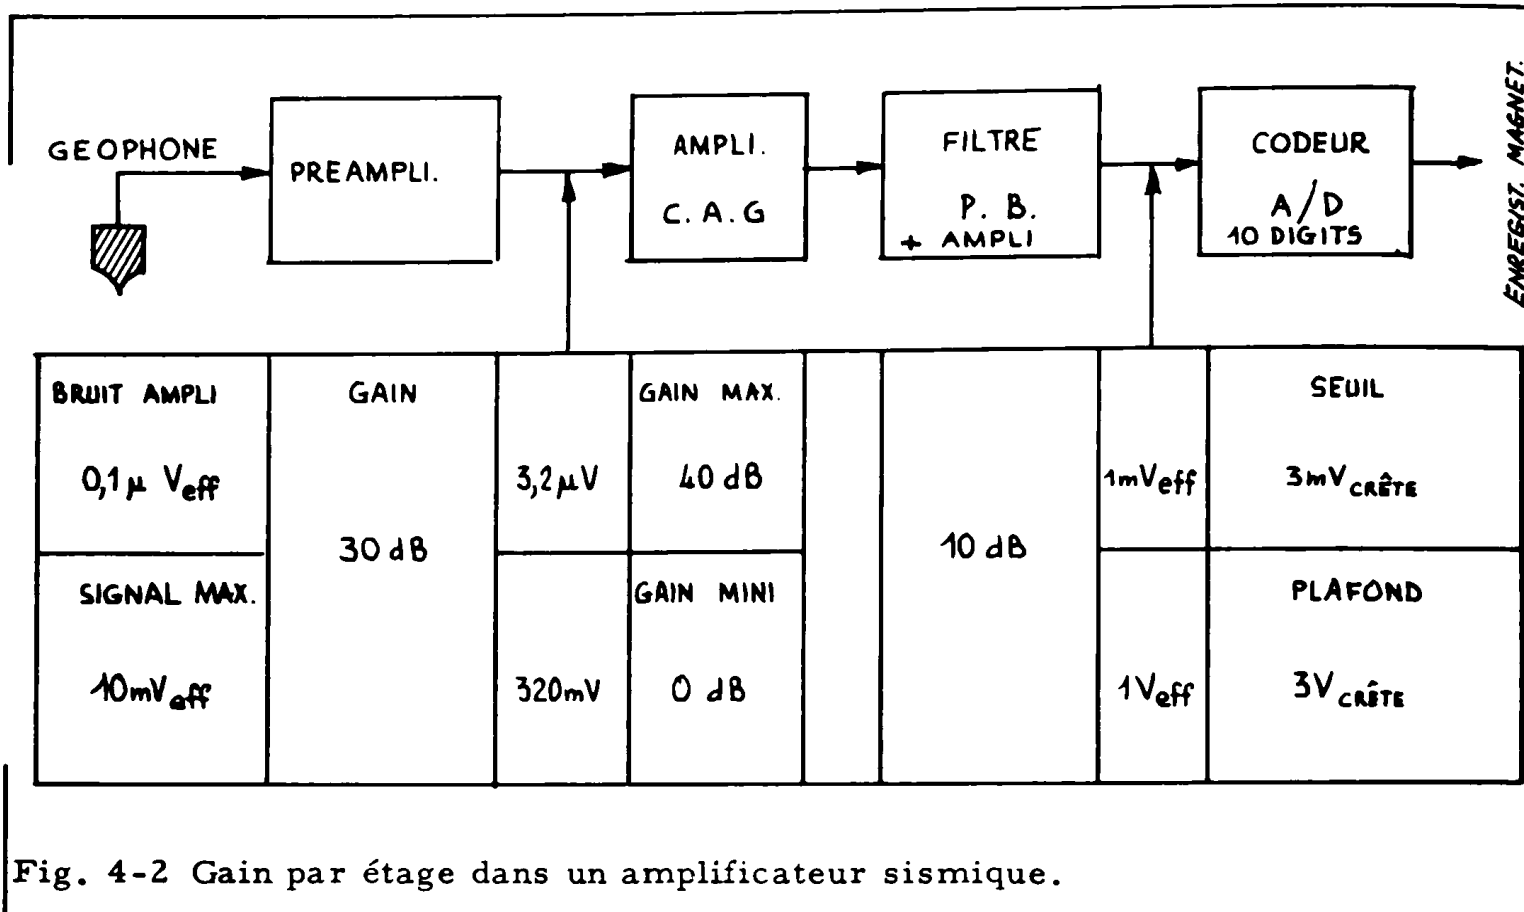 GEOPHONE
PREAMPLI.
AMPLI.
C.A.G
FILTRE
P.B.
+ AMPLI
CODEUR
A/D
10 DIGITS
ENREGIST. MAGNET.
BRUIT AMPLI
0,1 µ Veff
SIGNAL MAX.
10mVeff
GAIN
30 dB
3,2µV
320mV
GAIN MAX.
40 dB
GAIN MINI
0 dB
10 dB
1mVeff
1Veff
SEUIL
3mV CRÊTE
PLAFOND
3V CRÊTE
Fig. 4-2 Gain par étage dans un amplificateur sismique.